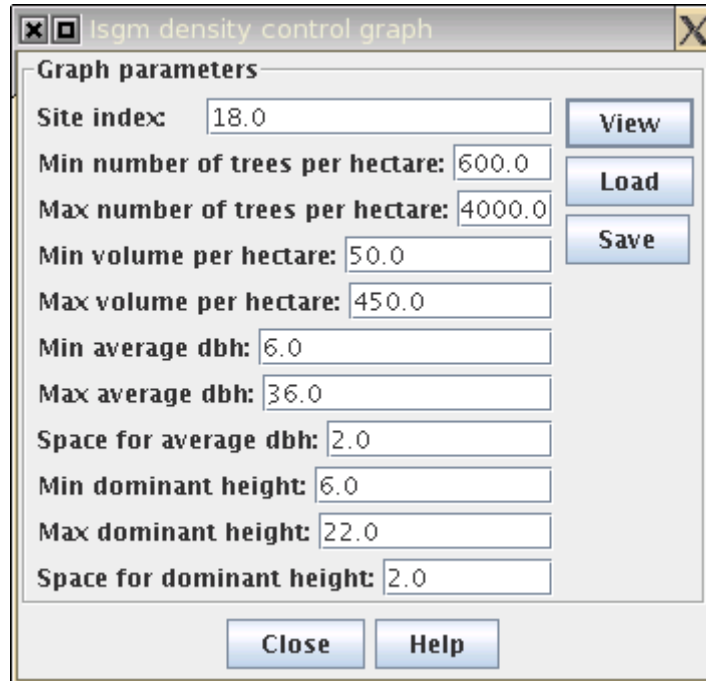 Isgm density control graph
Graph parameters
Site index: 18.0
View
Min number of trees per hectare: 600.0
Load
Max number of trees per hectare: 4000.0
Save
Min volume per hectare: 50.0
Max volume per hectare: 450.0
Min average dbh: 6.0
Max average dbh: 36.0
Space for average dbh: 2.0
Min dominant height: 6.0
Max dominant height: 22.0
Space for dominant height: 2.0
Close Help